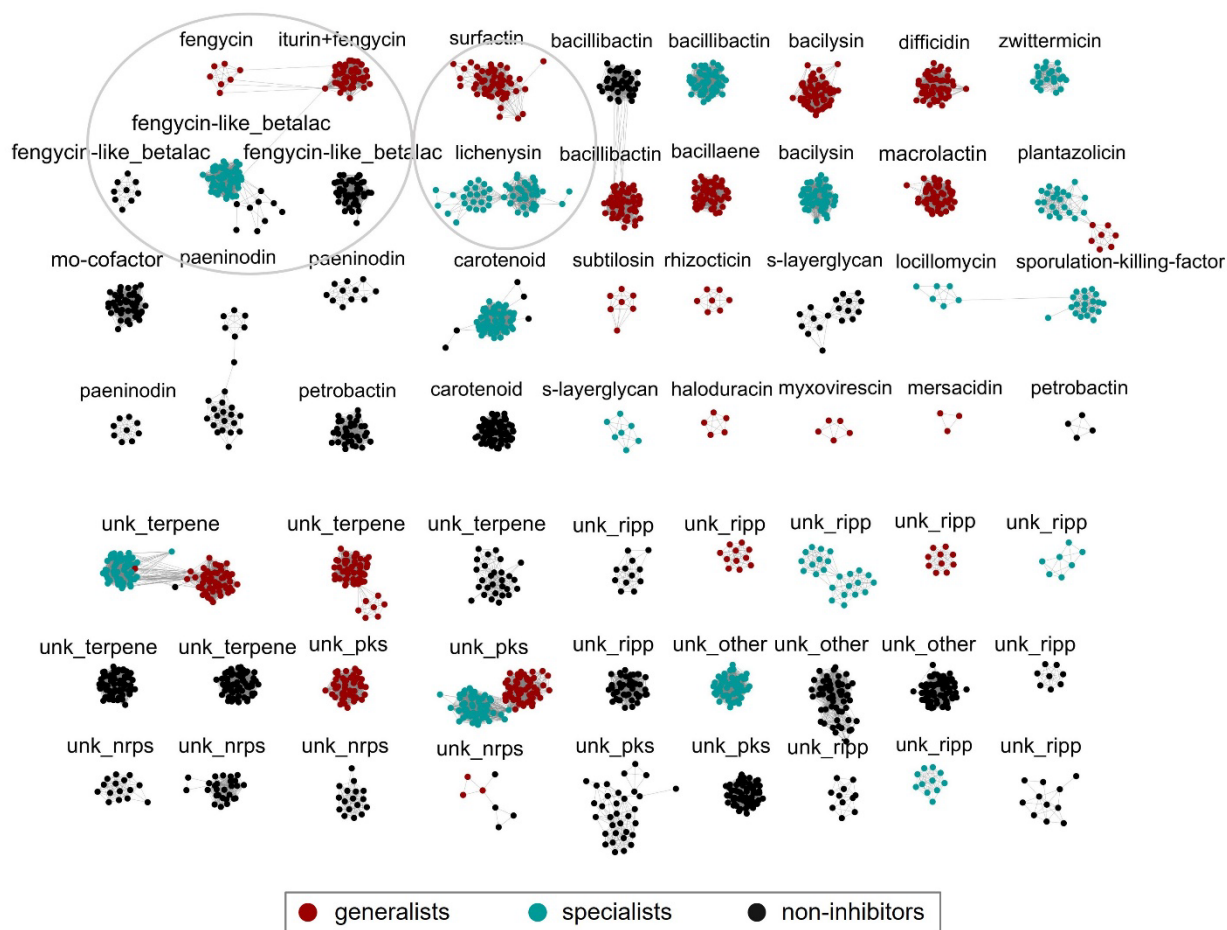 fengycin iturin+fengycin surfactin bacillibactin bacillibactin bacilysin difficidin zwittermicin
fengycin-like_betalac
fengycin-like_betalac fengycin-like_betalac lichenysin bacillibactin bacillaene bacilysin macrolactin plantazolicin
mo-cofactor paeninodin paeninodin carotenoid subtilosin rhizocticin s-layerglycan locillomycin sporulation-killing-factor
paeninodin petrobactin carotenoid s-layerglycan haloduracin myxovirescin mersacidin petrobactin
unk_terpene unk_terpene unk_terpene unk_ripp unk_ripp unk_ripp unk_ripp unk_ripp
unk_terpene unk_terpene unk_pks unk_pks unk_ripp unk_other unk_other unk_other unk_ripp
unk_nrps unk_nrps unk_nrps unk_nrps unk_pks unk_pks unk_ripp unk_ripp unk_ripp
generalists specialists non-inhibitors